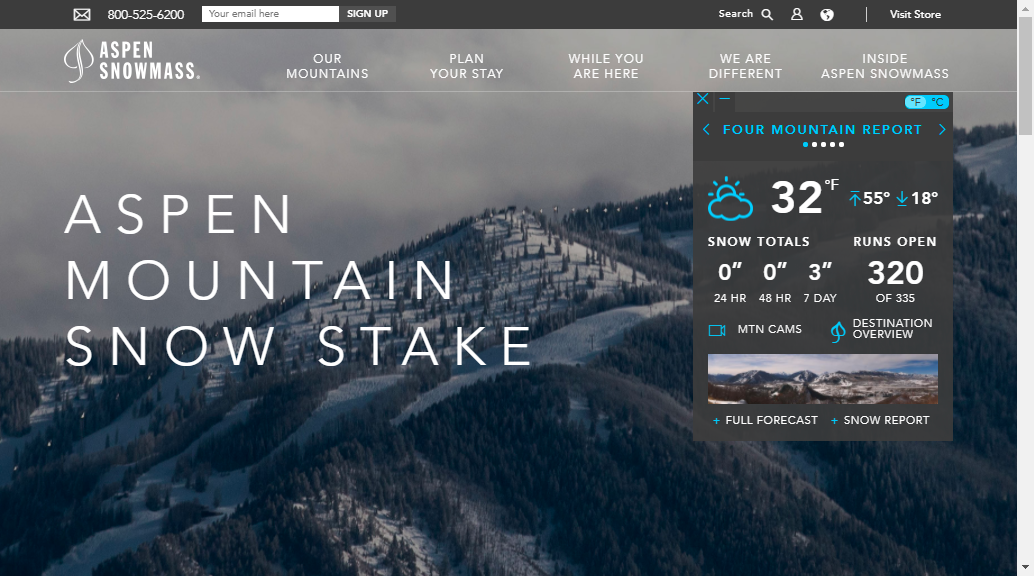 800-525-6200
Your email here
SIGN UP
Search
Visit Store
ASPEN
SNOWMASS®
OUR
MOUNTAINS
PLAN
YOUR STAY
WHILE YOU
ARE HERE
WE ARE
DIFFERENT
INSIDE
ASPEN SNOWMASS
°F °C
FOUR MOUNTAIN REPORT
32°F 55° 18°
SNOW TOTALS
0” 0” 3”
24 HR 48 HR 7 DAY
RUNS OPEN
320
OF 335
MTN CAMS
DESTINATION
OVERVIEW
+ FULL FORECAST + SNOW REPORT
ASPEN
MOUNTAIN
SNOW STAKE